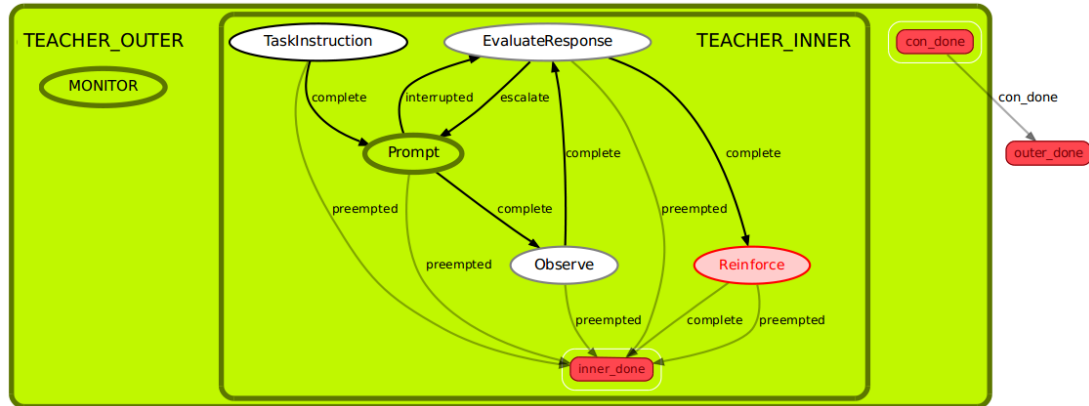 TEACHER_OUTER
MONITOR
TaskInstruction
EvaluateResponse
TEACHER_INNER
con_done
complete
interrupted
escalate
con_done
Prompt
complete
complete
outer_done
preempted
complete
preempted
preempted
Observe
Reinforce
preempted
complete
preempted
inner_done